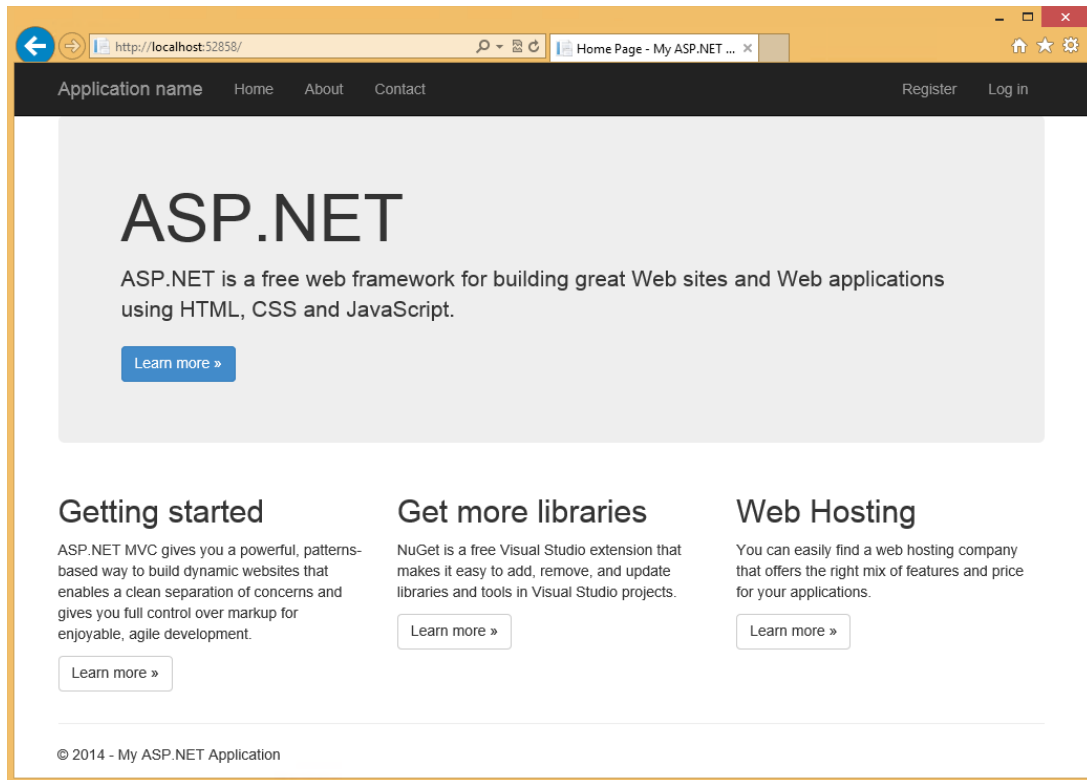 http://localhost:52858/
Home Page - My ASP.NET ...
Application name Home About Contact Register Log in
ASP.NET
ASP.NET is a free web framework for building great Web sites and Web applications
using HTML, CSS and JavaScript.
Learn more »
Getting started
ASP.NET MVC gives you a powerful, patterns-
based way to build dynamic websites that
enables a clean separation of concerns and
gives you full control over markup for
enjoyable, agile development.
Learn more »
Get more libraries
NuGet is a free Visual Studio extension that
makes it easy to add, remove, and update
libraries and tools in Visual Studio projects.
Learn more »
Web Hosting
You can easily find a web hosting company
that offers the right mix of features and price
for your applications.
Learn more »
© 2014 - My ASP.NET Application